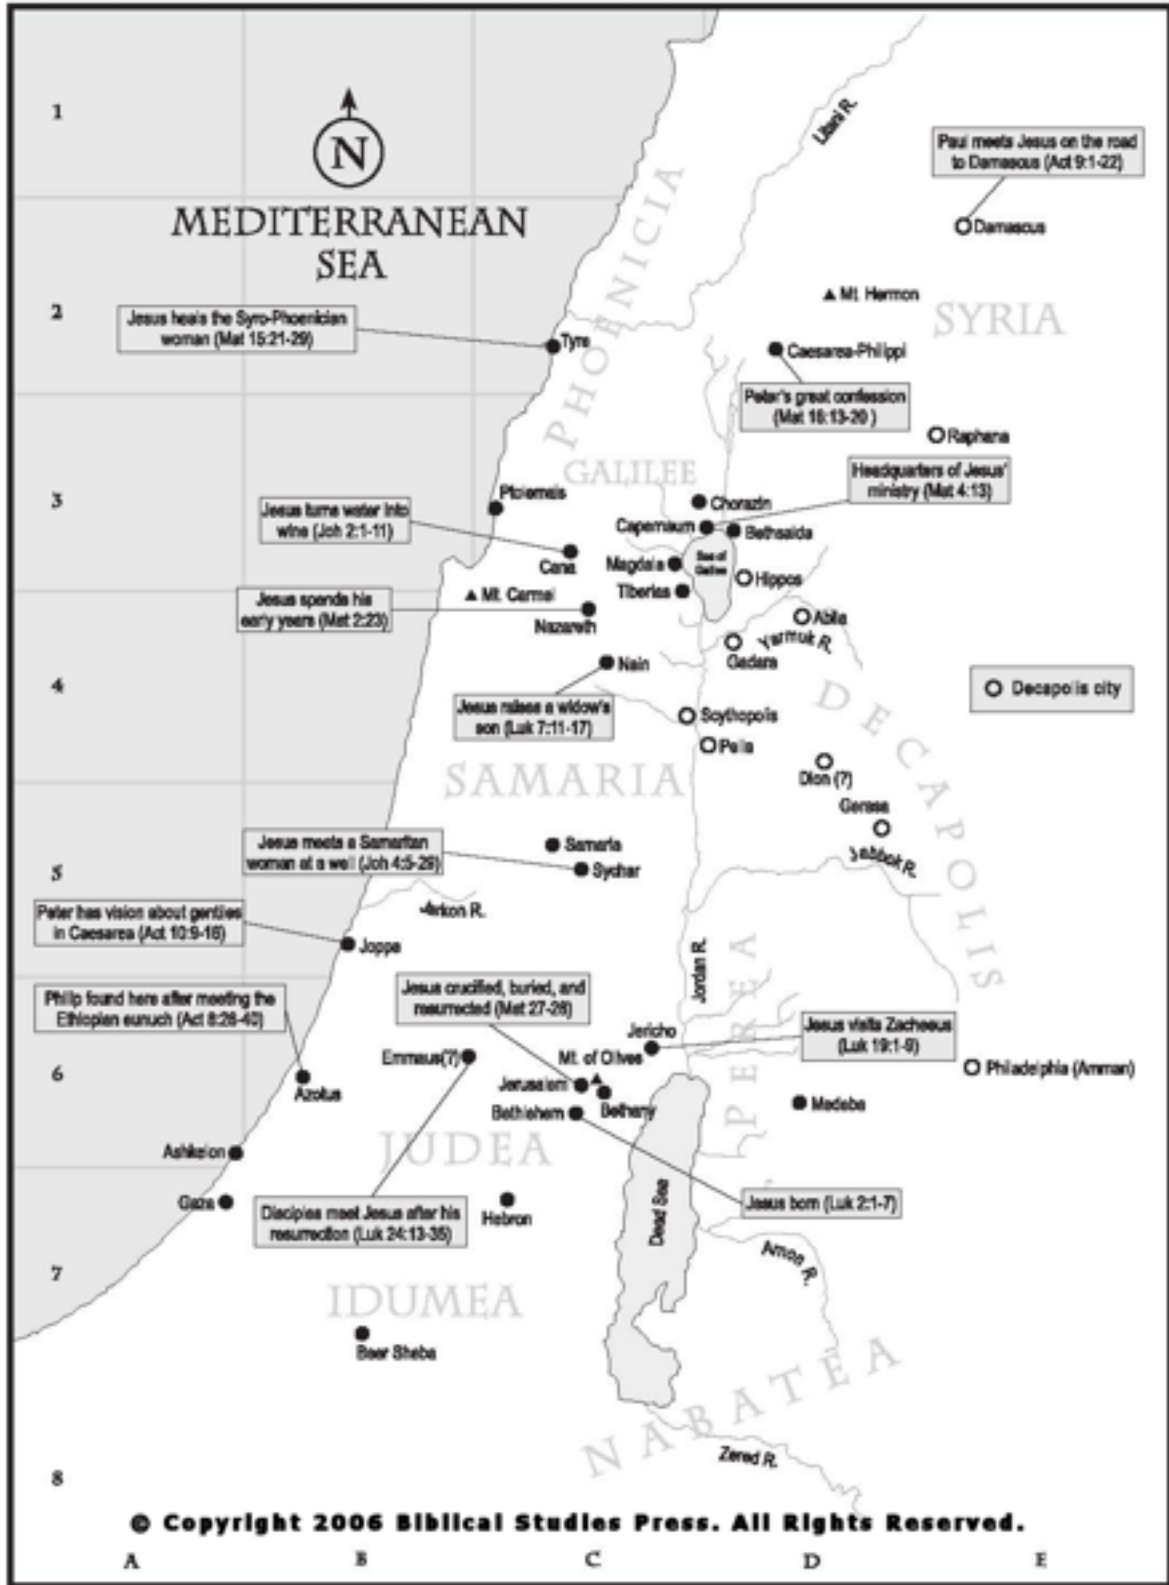 1
N
MEDITERRANEAN
SEA
Litani R.
Paul meets Jesus on the road
to Damascus (Act 9:1-22)
Damascus
PHOENICIA
2
Mt. Hermon
SYRIA
Jesus heals the Syro-Phoenician
woman (Mat 15:21-29)
Tyre
Caesarea-Philippi
Peter's great confession
(Mat 16:13-20 )
Raphana
GALILEE
Headquarters of Jesus'
ministry (Mat 4:13)
3
Ptolemais
Chorazin
Jesus turns water into
wine (Joh 2:1-11)
Capernaum
Bethsaida
Cana
Magdala
Sea of
Galilee
Hippos
Tiberias
Jesus spends his
early years (Mat 2:23)
Mt. Carmel
Nazareth
Abila
Yarmuk R.
Gadara
Nain
4
Decapolis city
Jesus raises a widow's
son (Luk 7:11-17)
Scythopolis
Pella
DECAPOLIS
SAMARIA
Dion (?)
Gerasa
Jabbok R.
Jesus meets a Samaritan
woman at a well (Joh 4:5-29)
Samaria
Sychar
5
Peter has vision about gentiles
in Caesarea (Act 10:9-16)
Jarkon R.
Joppa
Jordan R.
PEREA
Philip found here after meeting the
Ethiopian eunuch (Act 8:26-40)
Jesus crucified, buried, and
resurrected (Mat 27-28)
Jericho
Jesus visits Zacheeus
(Luk 19:1-9)
6
Emmaus(?)
Mt. of Olives
Philadelphia (Amman)
Azotus
Jerusalem
Bethany
Bethlehem
Medeba
Ashkelon
JUDEA
Gaza
Disciples meet Jesus after his
resurrection (Luk 24:13-35)
Hebron
Dead Sea
Jesus born (Luk 2:1-7)
7
Arnon R.
IDUMEA
Beer Sheba
NABATEA
Zered R.
8
© Copyright 2006 Biblical Studies Press. All Rights Reserved.
A B C D E